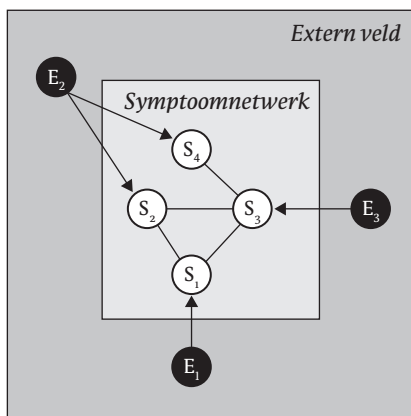 Extern veld
E₂
Symptoomnetwerk
S₄
S₂
S₃
E₃
S₁
E₁